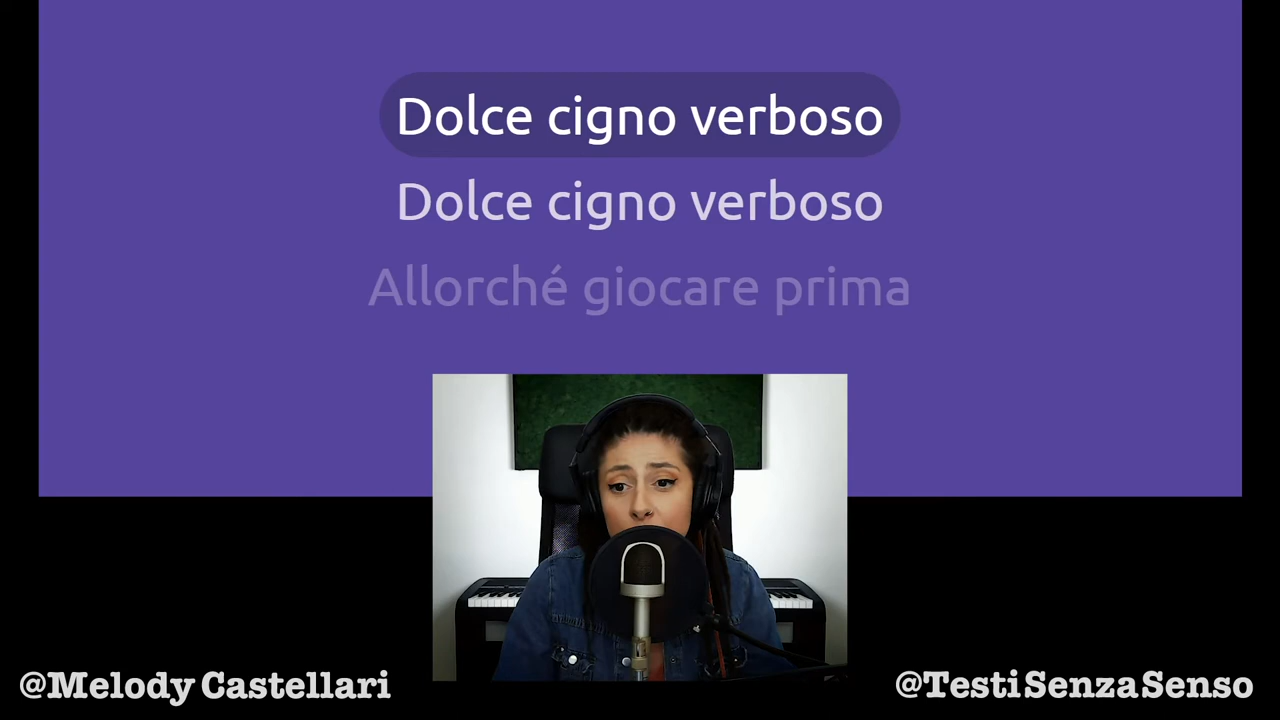 Dolce cigno verboso
Dolce cigno verboso
Allorché giocare prima
@Melody Castellari
@TestiSenzaSenso